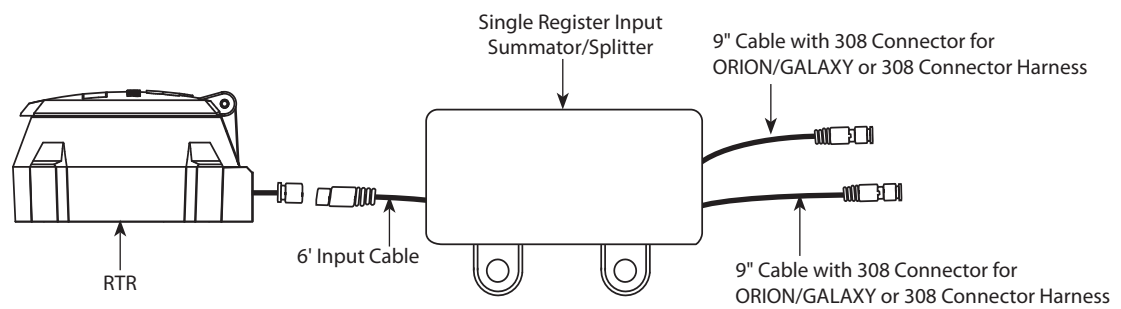 Single Register Input
Summator/Splitter
9" Cable with 308 Connector for
ORION/GALAXY or 308 Connector Harness
6' Input Cable
RTR
9" Cable with 308 Connector for
ORION/GALAXY or 308 Connector Harness